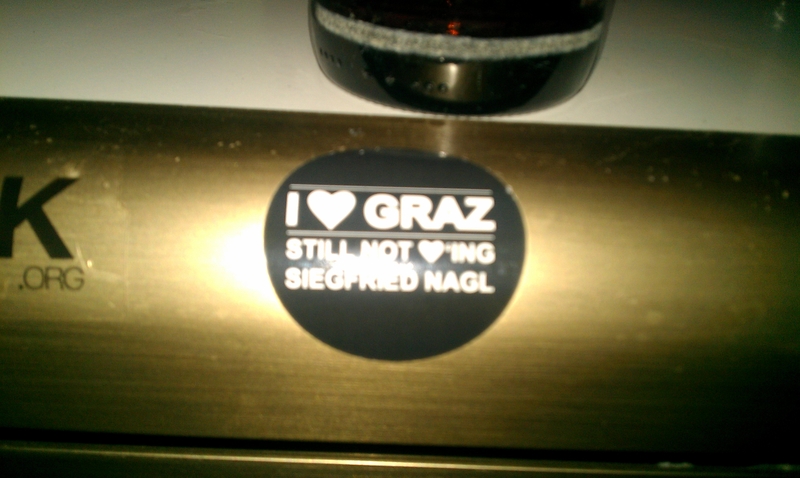 K
.ORG
I ♥ GRAZ
STILL NOT ♥'ING
SIEGFRIED NAGL